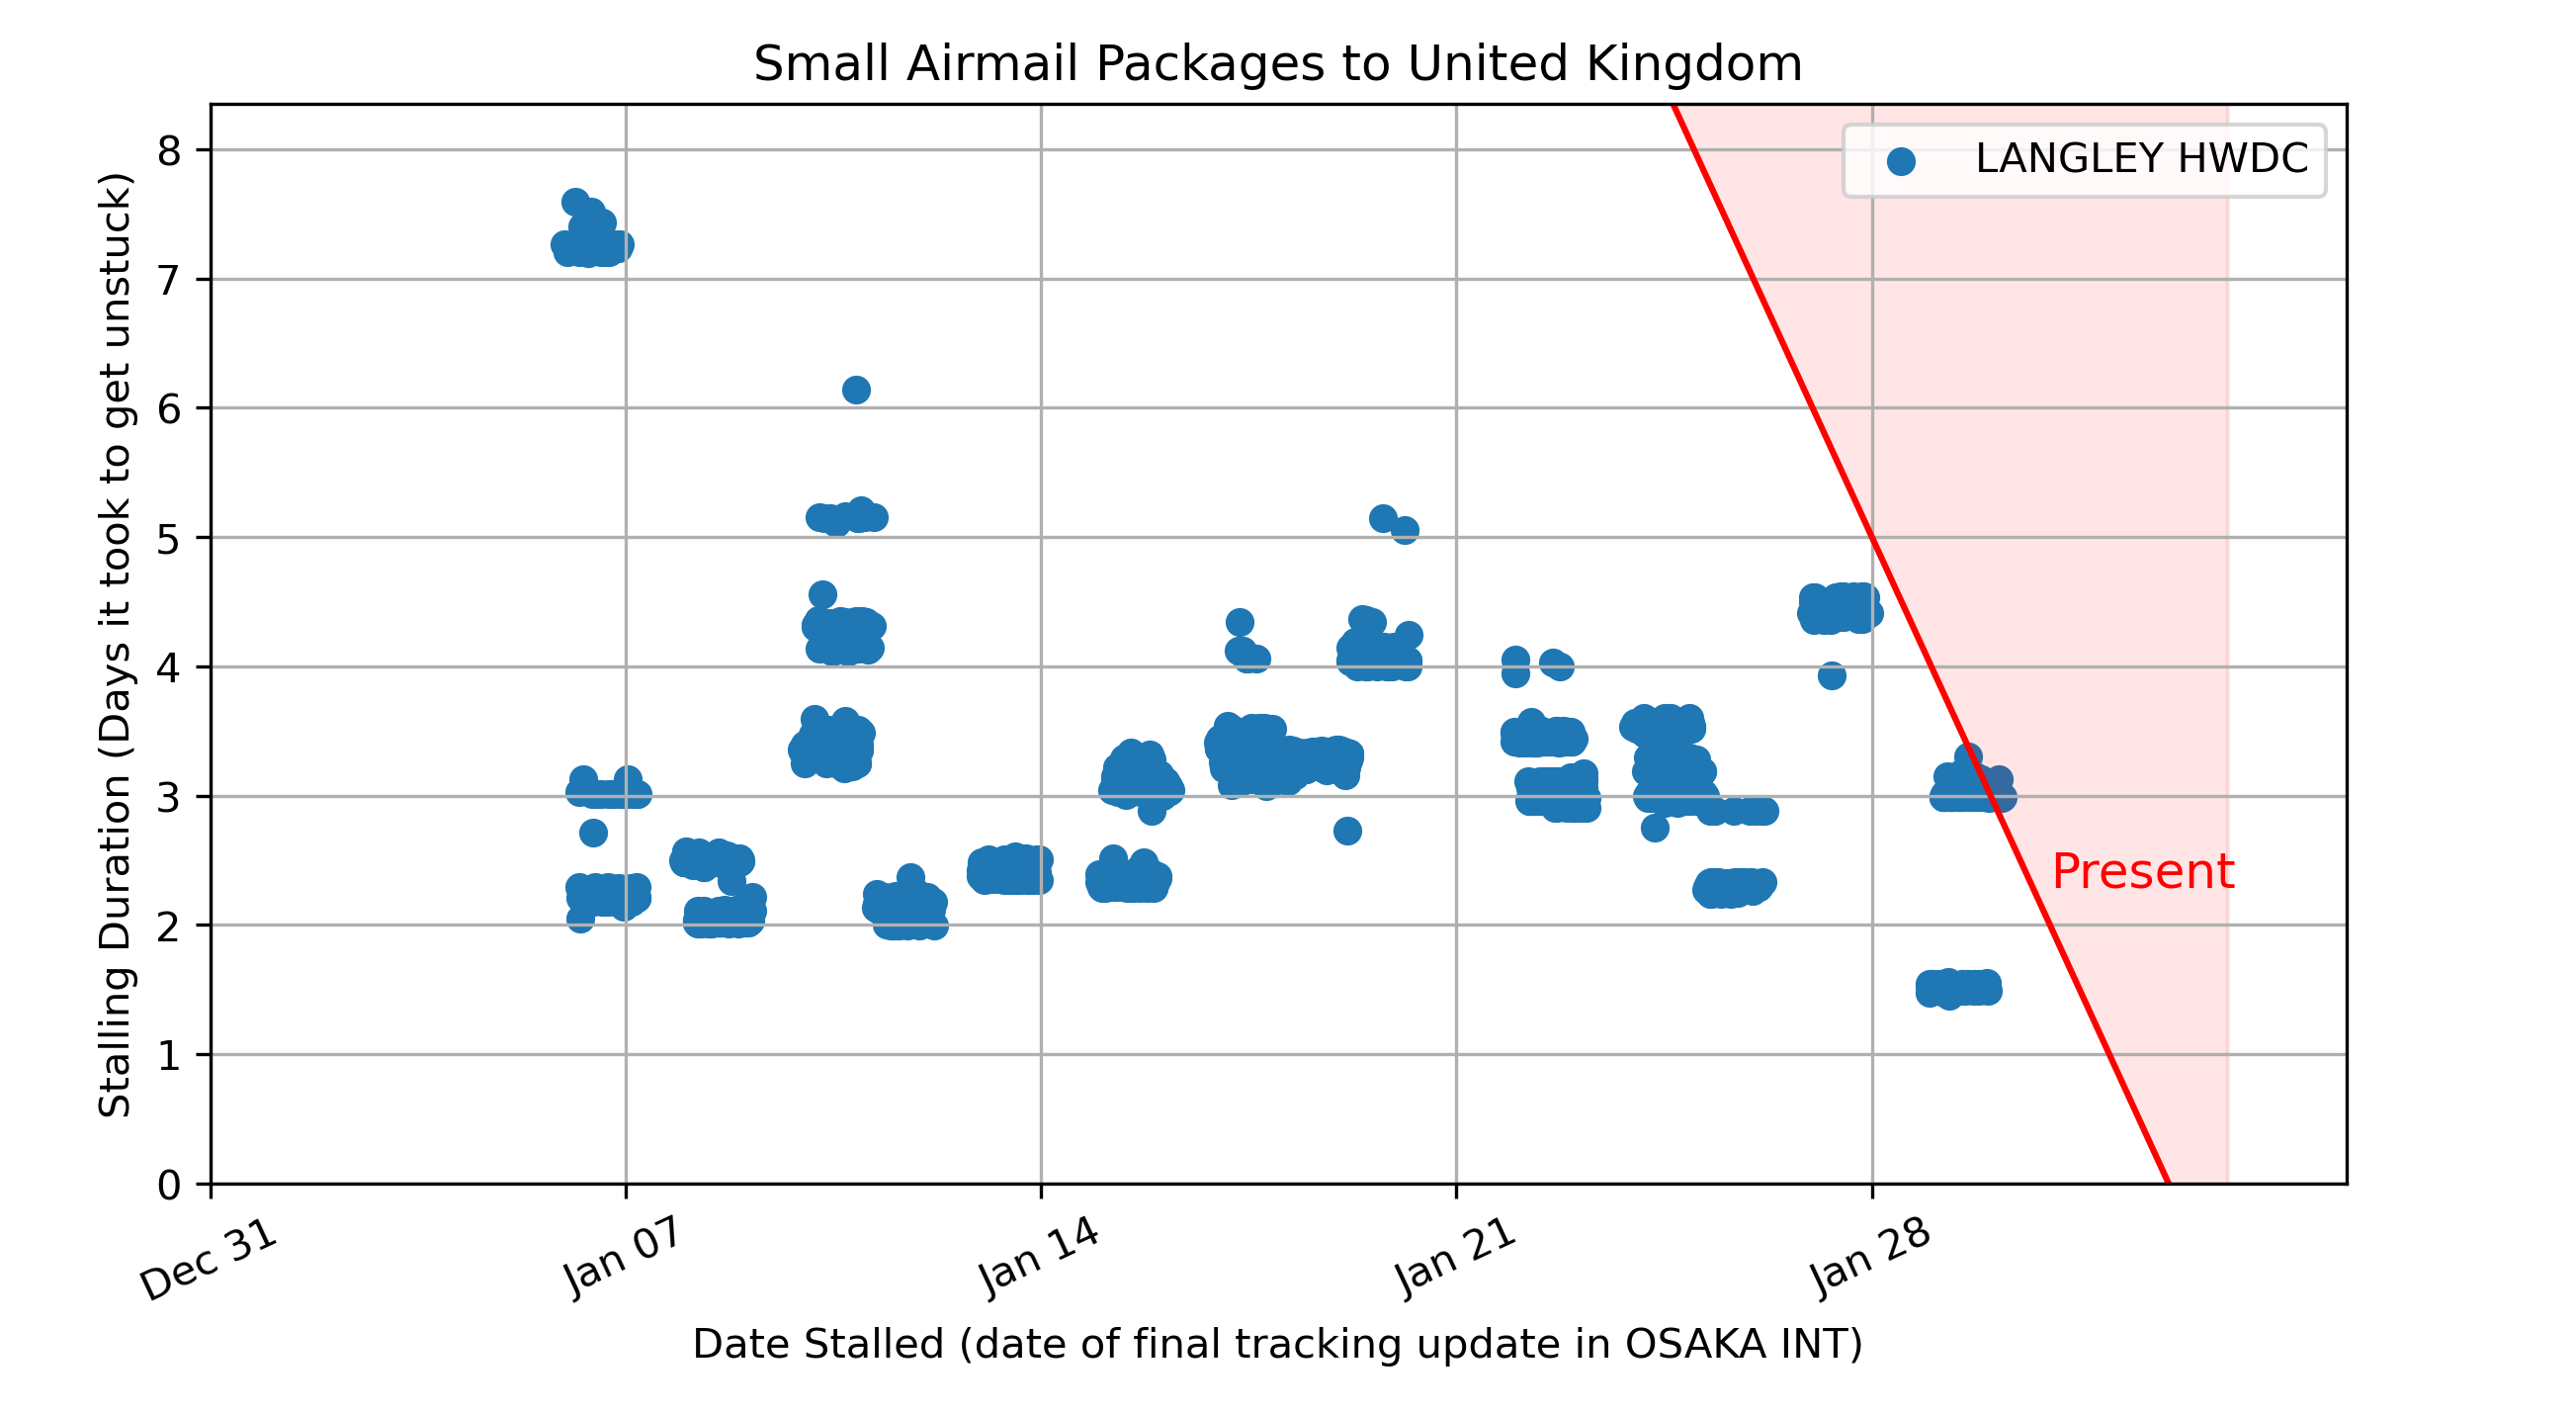 Small Airmail Packages to United Kingdom
LANGLEY HWDC
Present
Stalling Duration (Days it took to get unstuck)
8
7
6
5
4
3
2
1
0
Dec 31
Jan 07
Jan 14
Jan 21
Jan 28
Date Stalled (date of final tracking update in OSAKA INT)